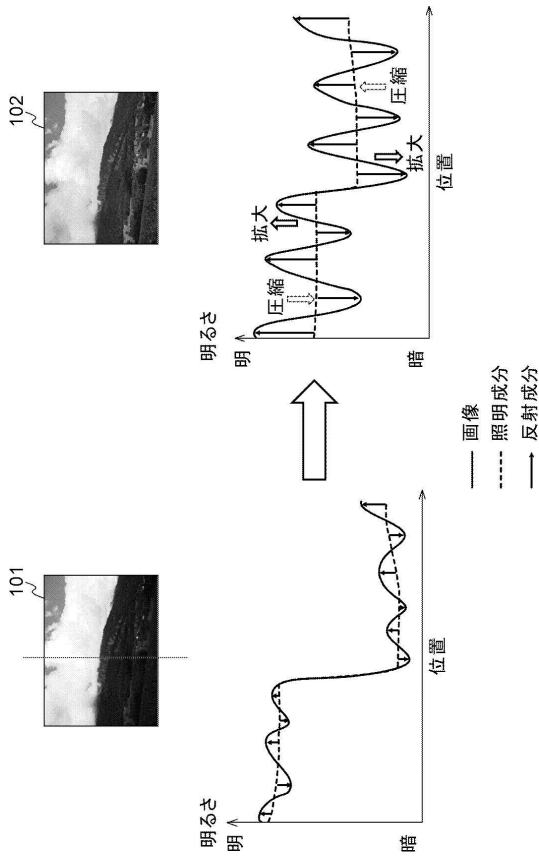 101
明るさ
明
暗
位置
102
明るさ
明
暗
圧縮
拡大
拡大
圧縮
位置
画像
照明成分
反射成分